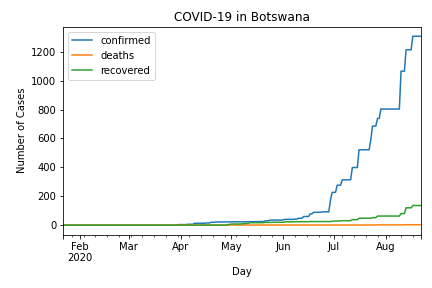 COVID-19 in Botswana
confirmed
deaths
recovered
Number of Cases
1200
1000
800
600
400
200
0
Feb Mar Apr May Jun Jul Aug
2020
Day